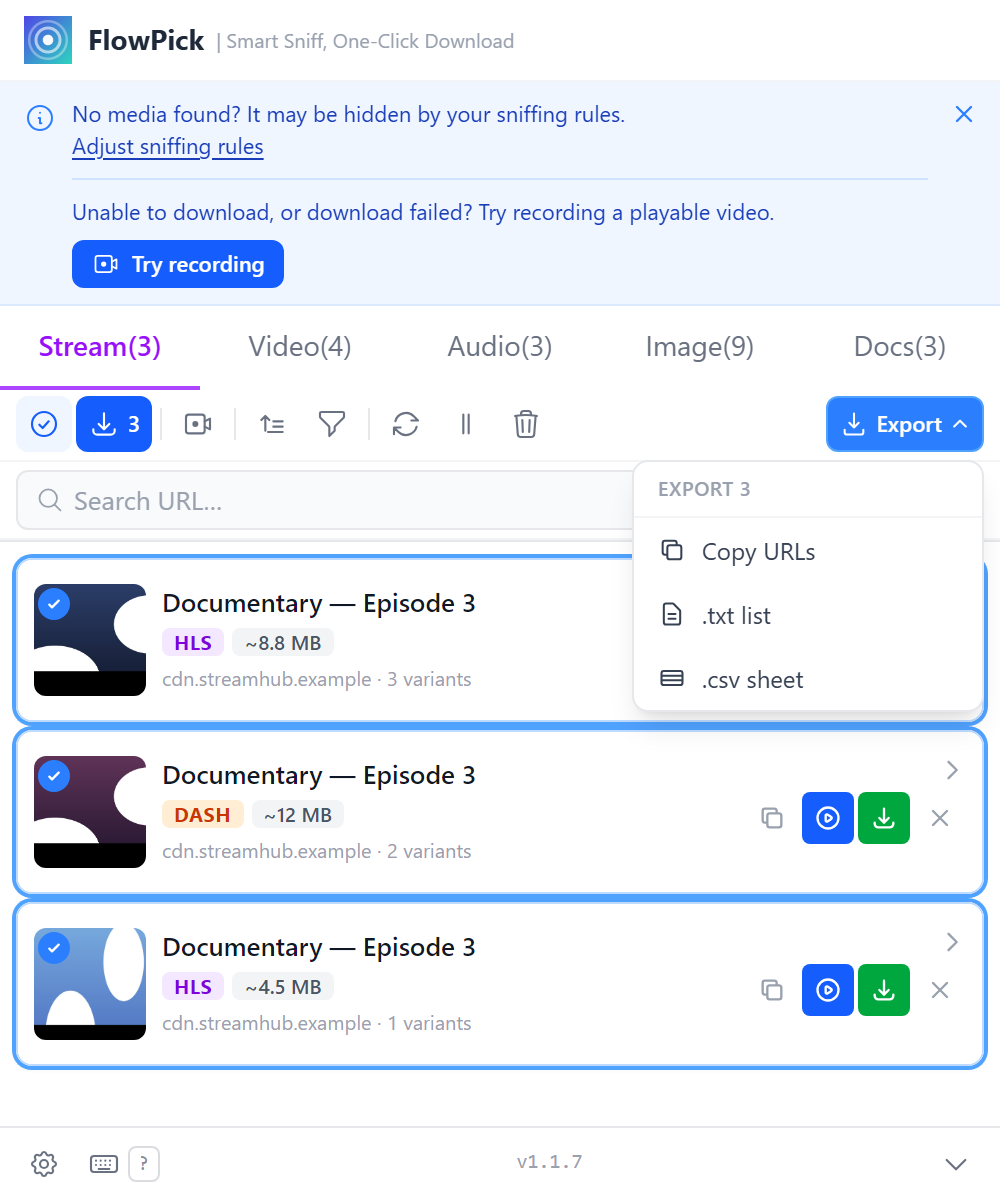 FlowPick | Smart Sniff, One-Click Download
No media found? It may be hidden by your sniffing rules.
Adjust sniffing rules
Unable to download, or download failed? Try recording a playable video.
Try recording
Stream(3) Video(4) Audio(3) Image(9) Docs(3)
3 Export
Search URL...
EXPORT 3
Copy URLs
.txt list
.csv sheet
Documentary — Episode 3
HLS ~8.8 MB
cdn.streamhub.example · 3 variants
Documentary — Episode 3
DASH ~12 MB
cdn.streamhub.example · 2 variants
Documentary — Episode 3
HLS ~4.5 MB
cdn.streamhub.example · 1 variants
? v1.1.7